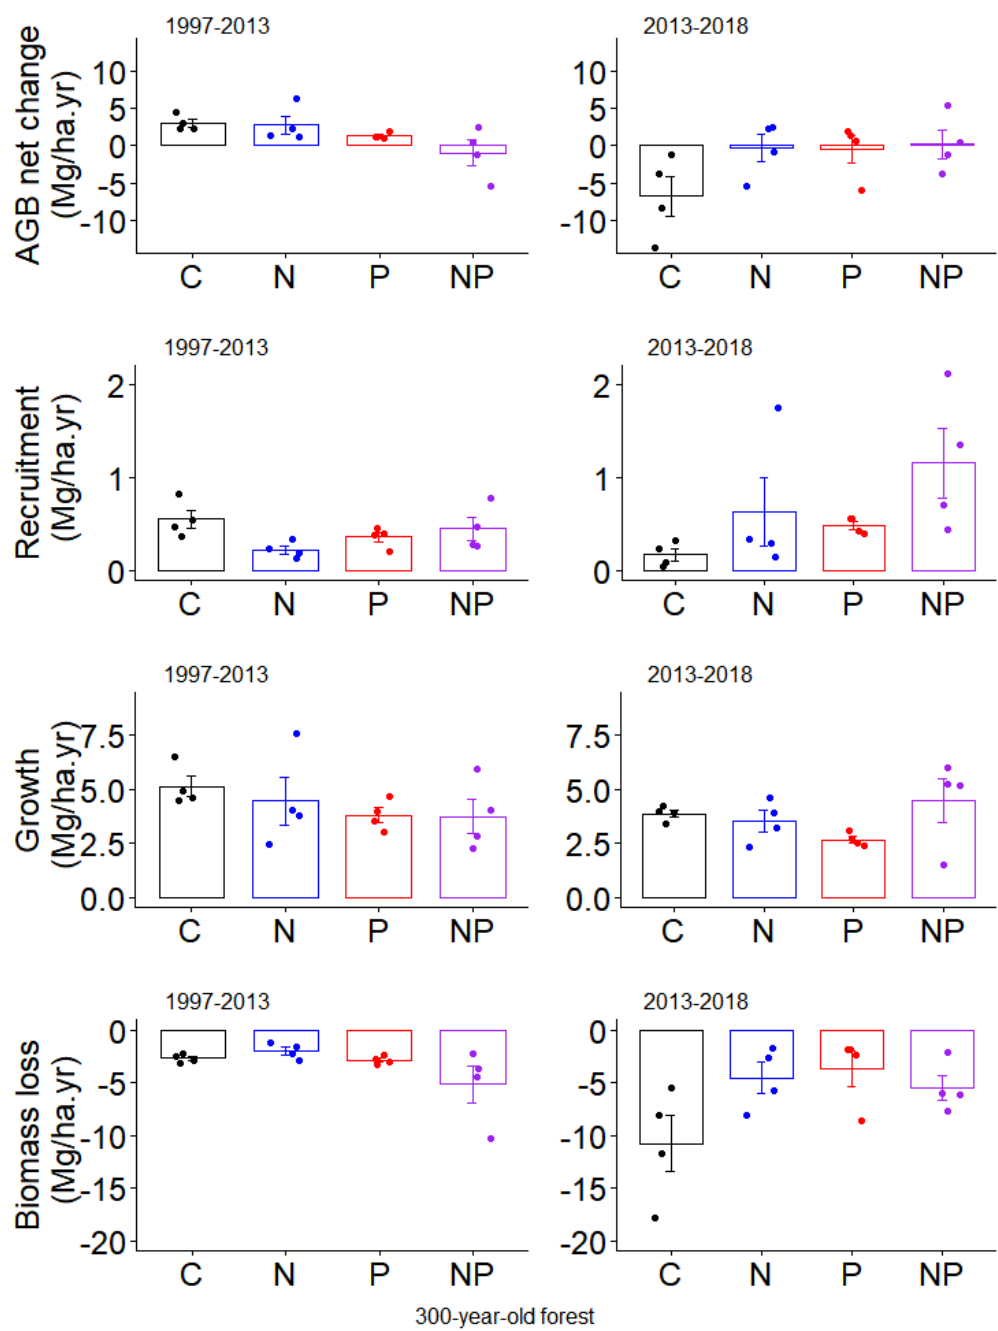 1997-2013
2013-2018
AGB net change
(Mg/ha.yr)
10
5
0
-5
-10
10
5
0
-5
-10
C N P NP
C N P NP
1997-2013
2013-2018
Recruitment
(Mg/ha.yr)
2
1
0
2
1
0
C N P NP
C N P NP
1997-2013
2013-2018
Growth
(Mg/ha.yr)
7.5
5.0
2.5
0.0
7.5
5.0
2.5
0.0
C N P NP
C N P NP
1997-2013
2013-2018
Biomass loss
(Mg/ha.yr)
0
-5
-10
-15
-20
0
-5
-10
-15
-20
C N P NP
C N P NP
300-year-old forest